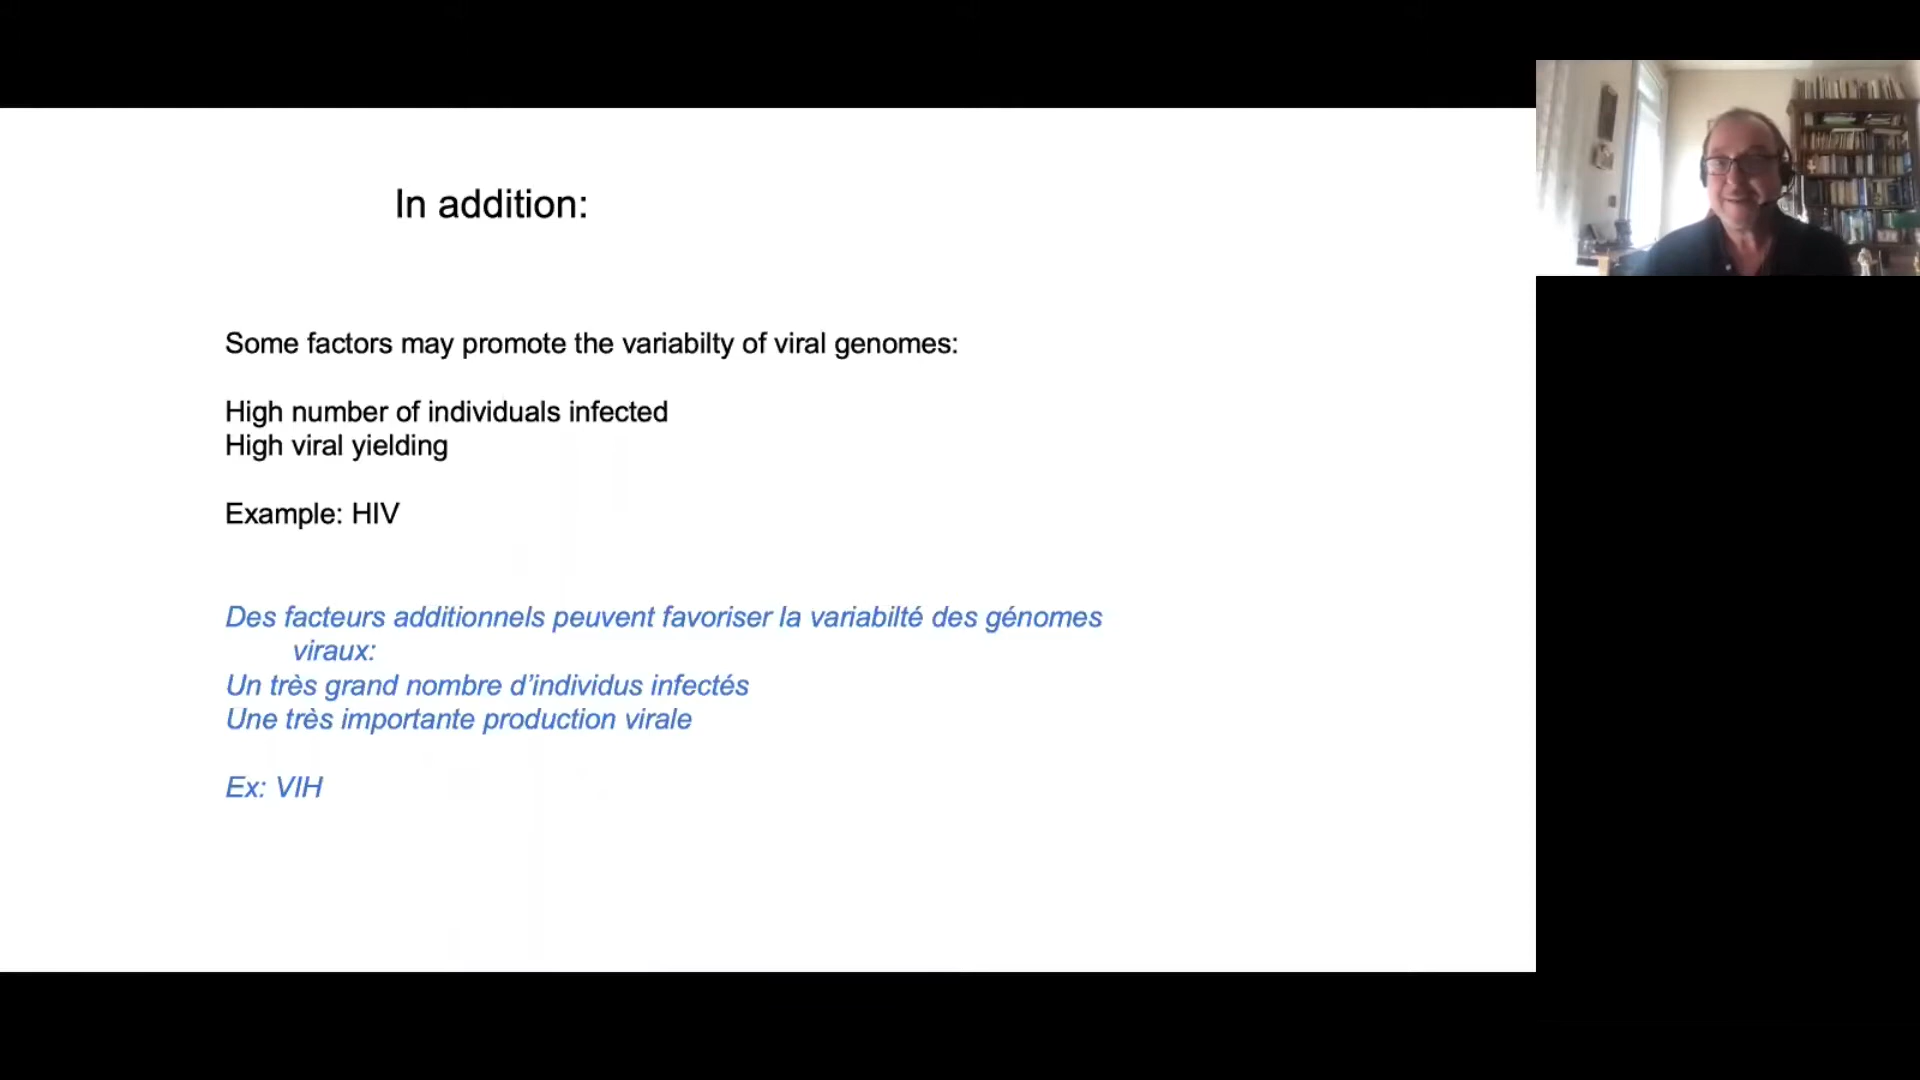 In addition:
Some factors may promote the variabilty of viral genomes:
High number of individuals infected
High viral yielding
Example: HIV
Des facteurs additionnels peuvent favoriser la variabilté des génomes
viraux:
Un très grand nombre d’individus infectés
Une très importante production virale
Ex: VIH